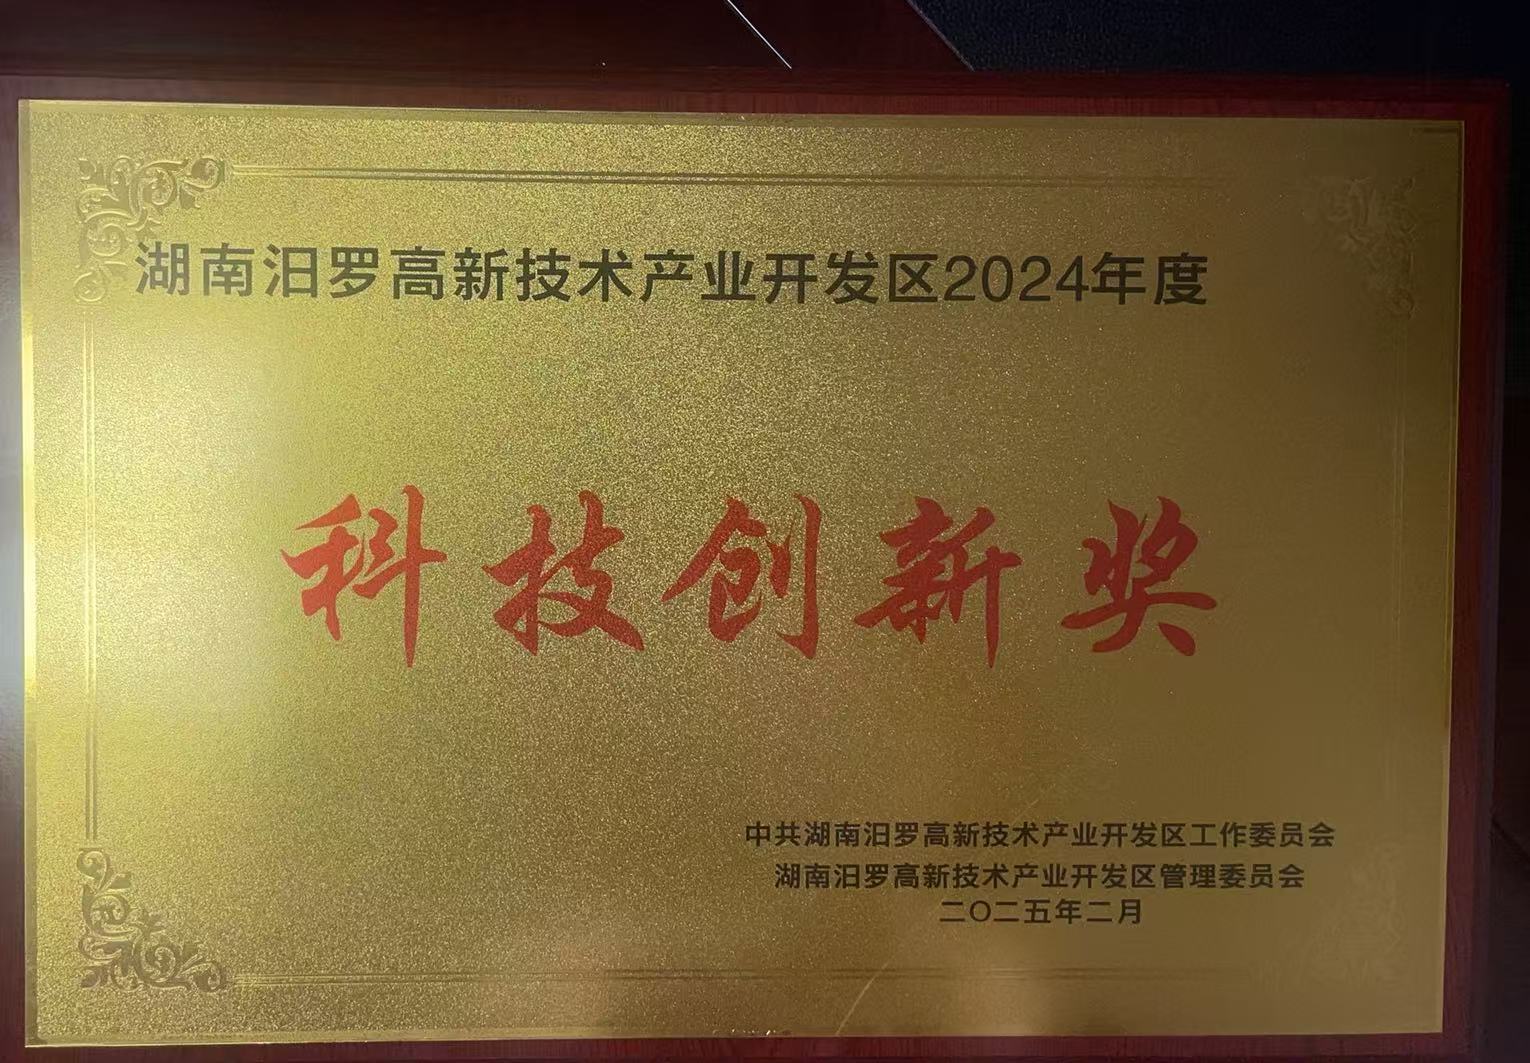 湖南汨罗高新技术产业开发区2024年度
科技创新奖
中共湖南汨罗高新技术产业开发区工作委员会
湖南汨罗高新技术产业开发区管理委员会
二〇二五年二月